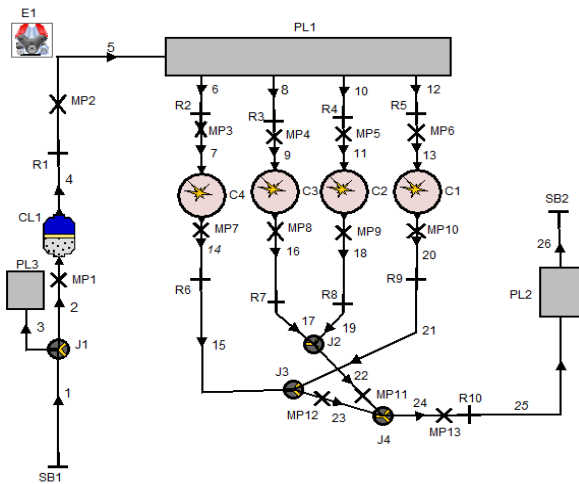 E1
PL1
5
6
8
10
12
MP2
R2
R3
R4
R5
MP3
MP4
MP5
MP6
R1
7
9
11
13
4
C4
C3
C2
C1
SB2
CL1
MP7
MP8
MP9
MP10
14
16
18
20
26
PL3
MP1
R6
R9
PL2
2
R7
R8
3
17
19
21
J1
J2
15
22
J3
MP11
1
MP12
23
24
R10
25
J4
MP13
SB1